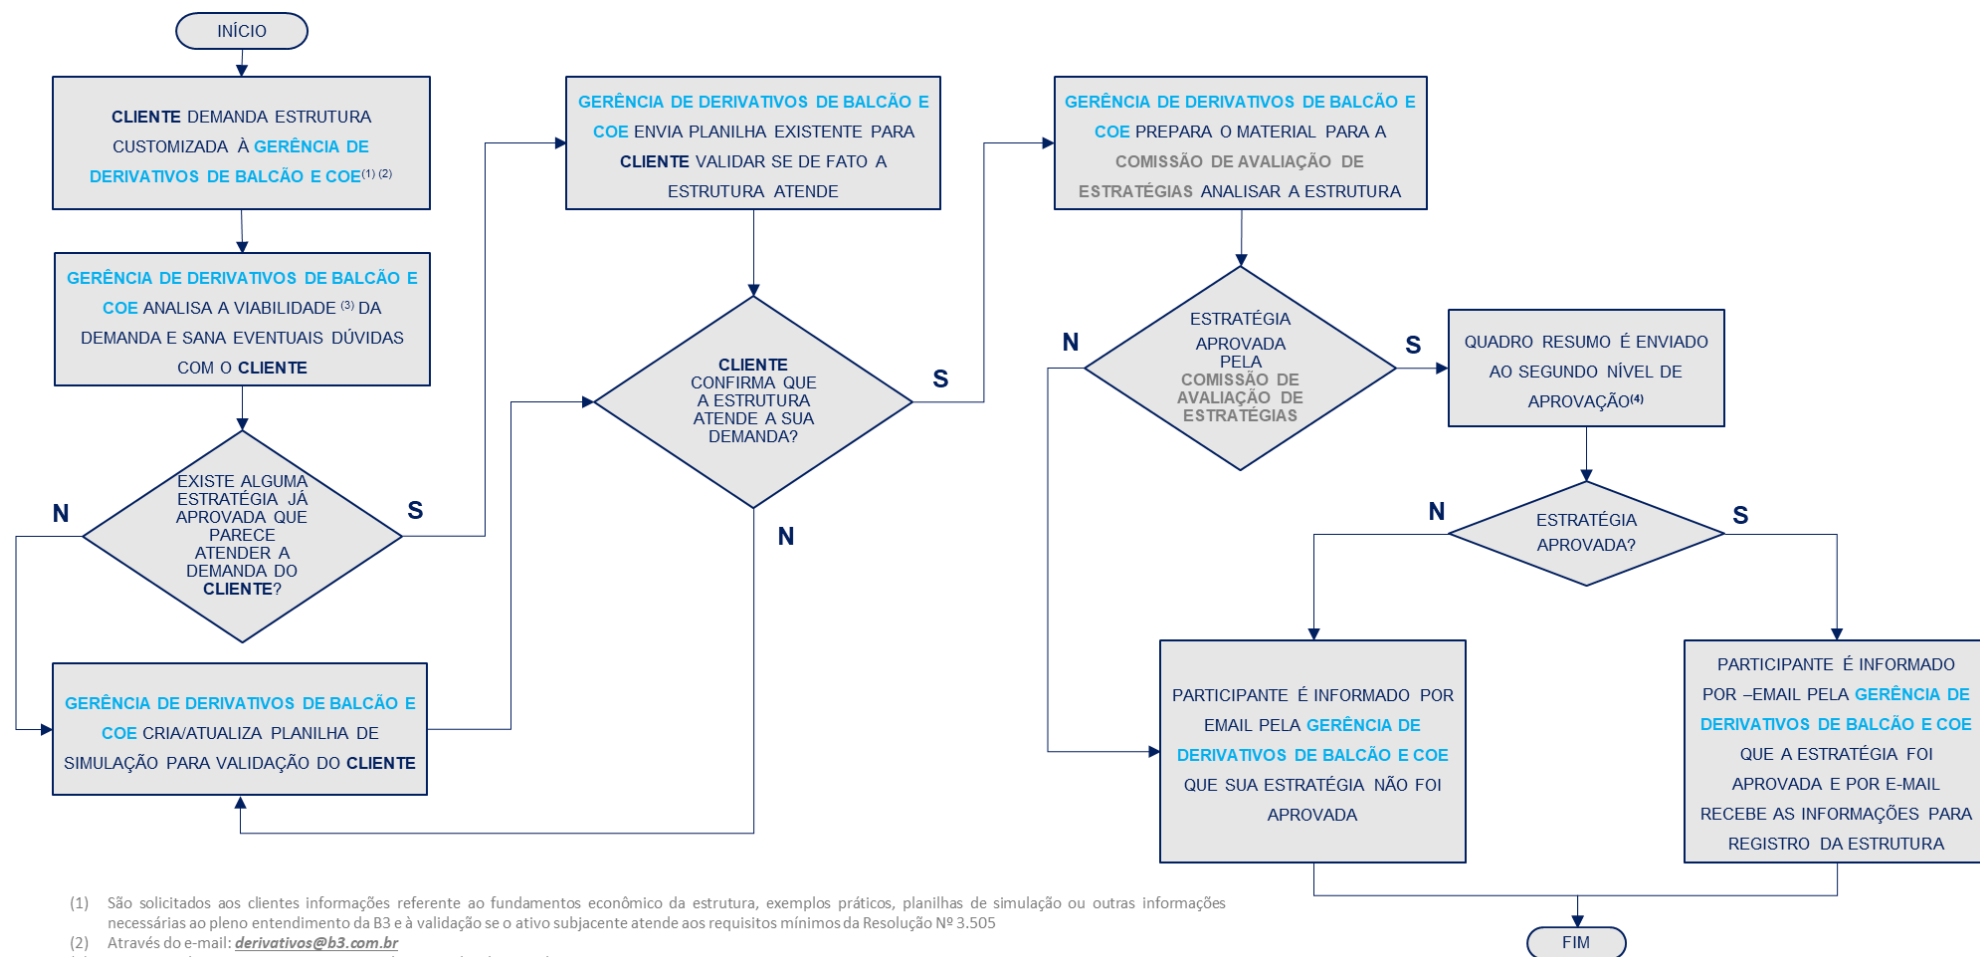 INÍCIO
CLIENTE DEMANDA ESTRUTURA
CUSTOMIZADA À GERÊNCIA DE
DERIVATIVOS DE BALCÃO E COE(1) (2)
GERÊNCIA DE DERIVATIVOS DE BALCÃO E
COE ANALISA A VIABILIDADE (3) DA
DEMANDA E SANA EVENTUAIS DÚVIDAS
COM O CLIENTE
EXISTE ALGUMA
ESTRATÉGIA JÁ
APROVADA QUE
PARECE
ATENDER A
DEMANDA DO
CLIENTE?
N
S
GERÊNCIA DE DERIVATIVOS DE BALCÃO E
COE CRIA/ATUALIZA PLANILHA DE
SIMULAÇÃO PARA VALIDAÇÃO DO CLIENTE
GERÊNCIA DE DERIVATIVOS DE BALCÃO E
COE ENVIA PLANILHA EXISTENTE PARA
CLIENTE VALIDAR SE DE FATO A
ESTRUTURA ATENDE
CLIENTE
CONFIRMA QUE
A ESTRUTURA
ATENDE A SUA
DEMANDA?
S
N
GERÊNCIA DE DERIVATIVOS DE BALCÃO E
COE PREPARA O MATERIAL PARA A
COMISSÃO DE AVALIAÇÃO DE
ESTRATÉGIAS ANALISAR A ESTRUTURA
ESTRATÉGIA
APROVADA
PELA
COMISSÃO DE
AVALIAÇÃO DE
ESTRATÉGIAS
N
S
QUADRO RESUMO É ENVIADO
AO SEGUNDO NÍVEL DE
APROVAÇÃO(4)
ESTRATÉGIA
APROVADA?
N
S
PARTICIPANTE É INFORMADO POR
EMAIL PELA GERÊNCIA DE
DERIVATIVOS DE BALCÃO E COE
QUE SUA ESTRATÉGIA NÃO FOI
APROVADA
PARTICIPANTE É INFORMADO
POR –EMAIL PELA GERÊNCIA DE
DERIVATIVOS DE BALCÃO E COE
QUE A ESTRATÉGIA FOI
APROVADA E POR E-MAIL
RECEBE AS INFORMAÇÕES PARA
REGISTRO DA ESTRUTURA
FIM
(1) São solicitados aos clientes informações referente ao fundamentos econômico da estrutura, exemplos práticos, planilhas de simulação ou outras informações
necessárias ao pleno entendimento da B3 e à validação se o ativo subjacente atende aos requisitos mínimos da Resolução Nº 3.505
(2) Através do e-mail: derivativos@b3.com.br